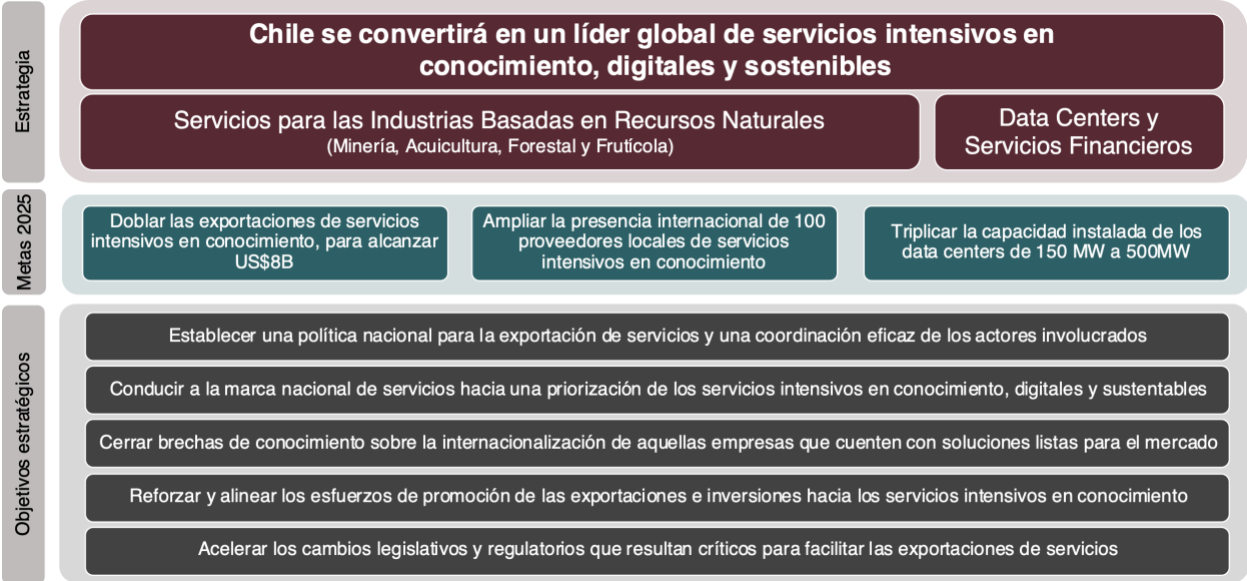 Estrategia
Chile se convertirá en un líder global de servicios intensivos en
conocimiento, digitales y sostenibles
Servicios para las Industrias Basadas en Recursos Naturales
(Minería, Acuicultura, Forestal y Frutícola)
Data Centers y
Servicios Financieros
Metas 2025
Doblar las exportaciones de servicios
intensivos en conocimiento, para alcanzar
US$8B
Ampliar la presencia internacional de 100
proveedores locales de servicios
intensivos en conocimiento
Triplicar la capacidad instalada de los
data centers de 150 MW a 500MW
Objetivos estratégicos
Establecer una política nacional para la exportación de servicios y una coordinación eficaz de los actores involucrados
Conducir a la marca nacional de servicios hacia una priorización de los servicios intensivos en conocimiento, digitales y sustentables
Cerrar brechas de conocimiento sobre la internacionalización de aquellas empresas que cuenten con soluciones listas para el mercado
Reforzar y alinear los esfuerzos de promoción de las exportaciones e inversiones hacia los servicios intensivos en conocimiento
Acelerar los cambios legislativos y regulatorios que resultan críticos para facilitar las exportaciones de servicios